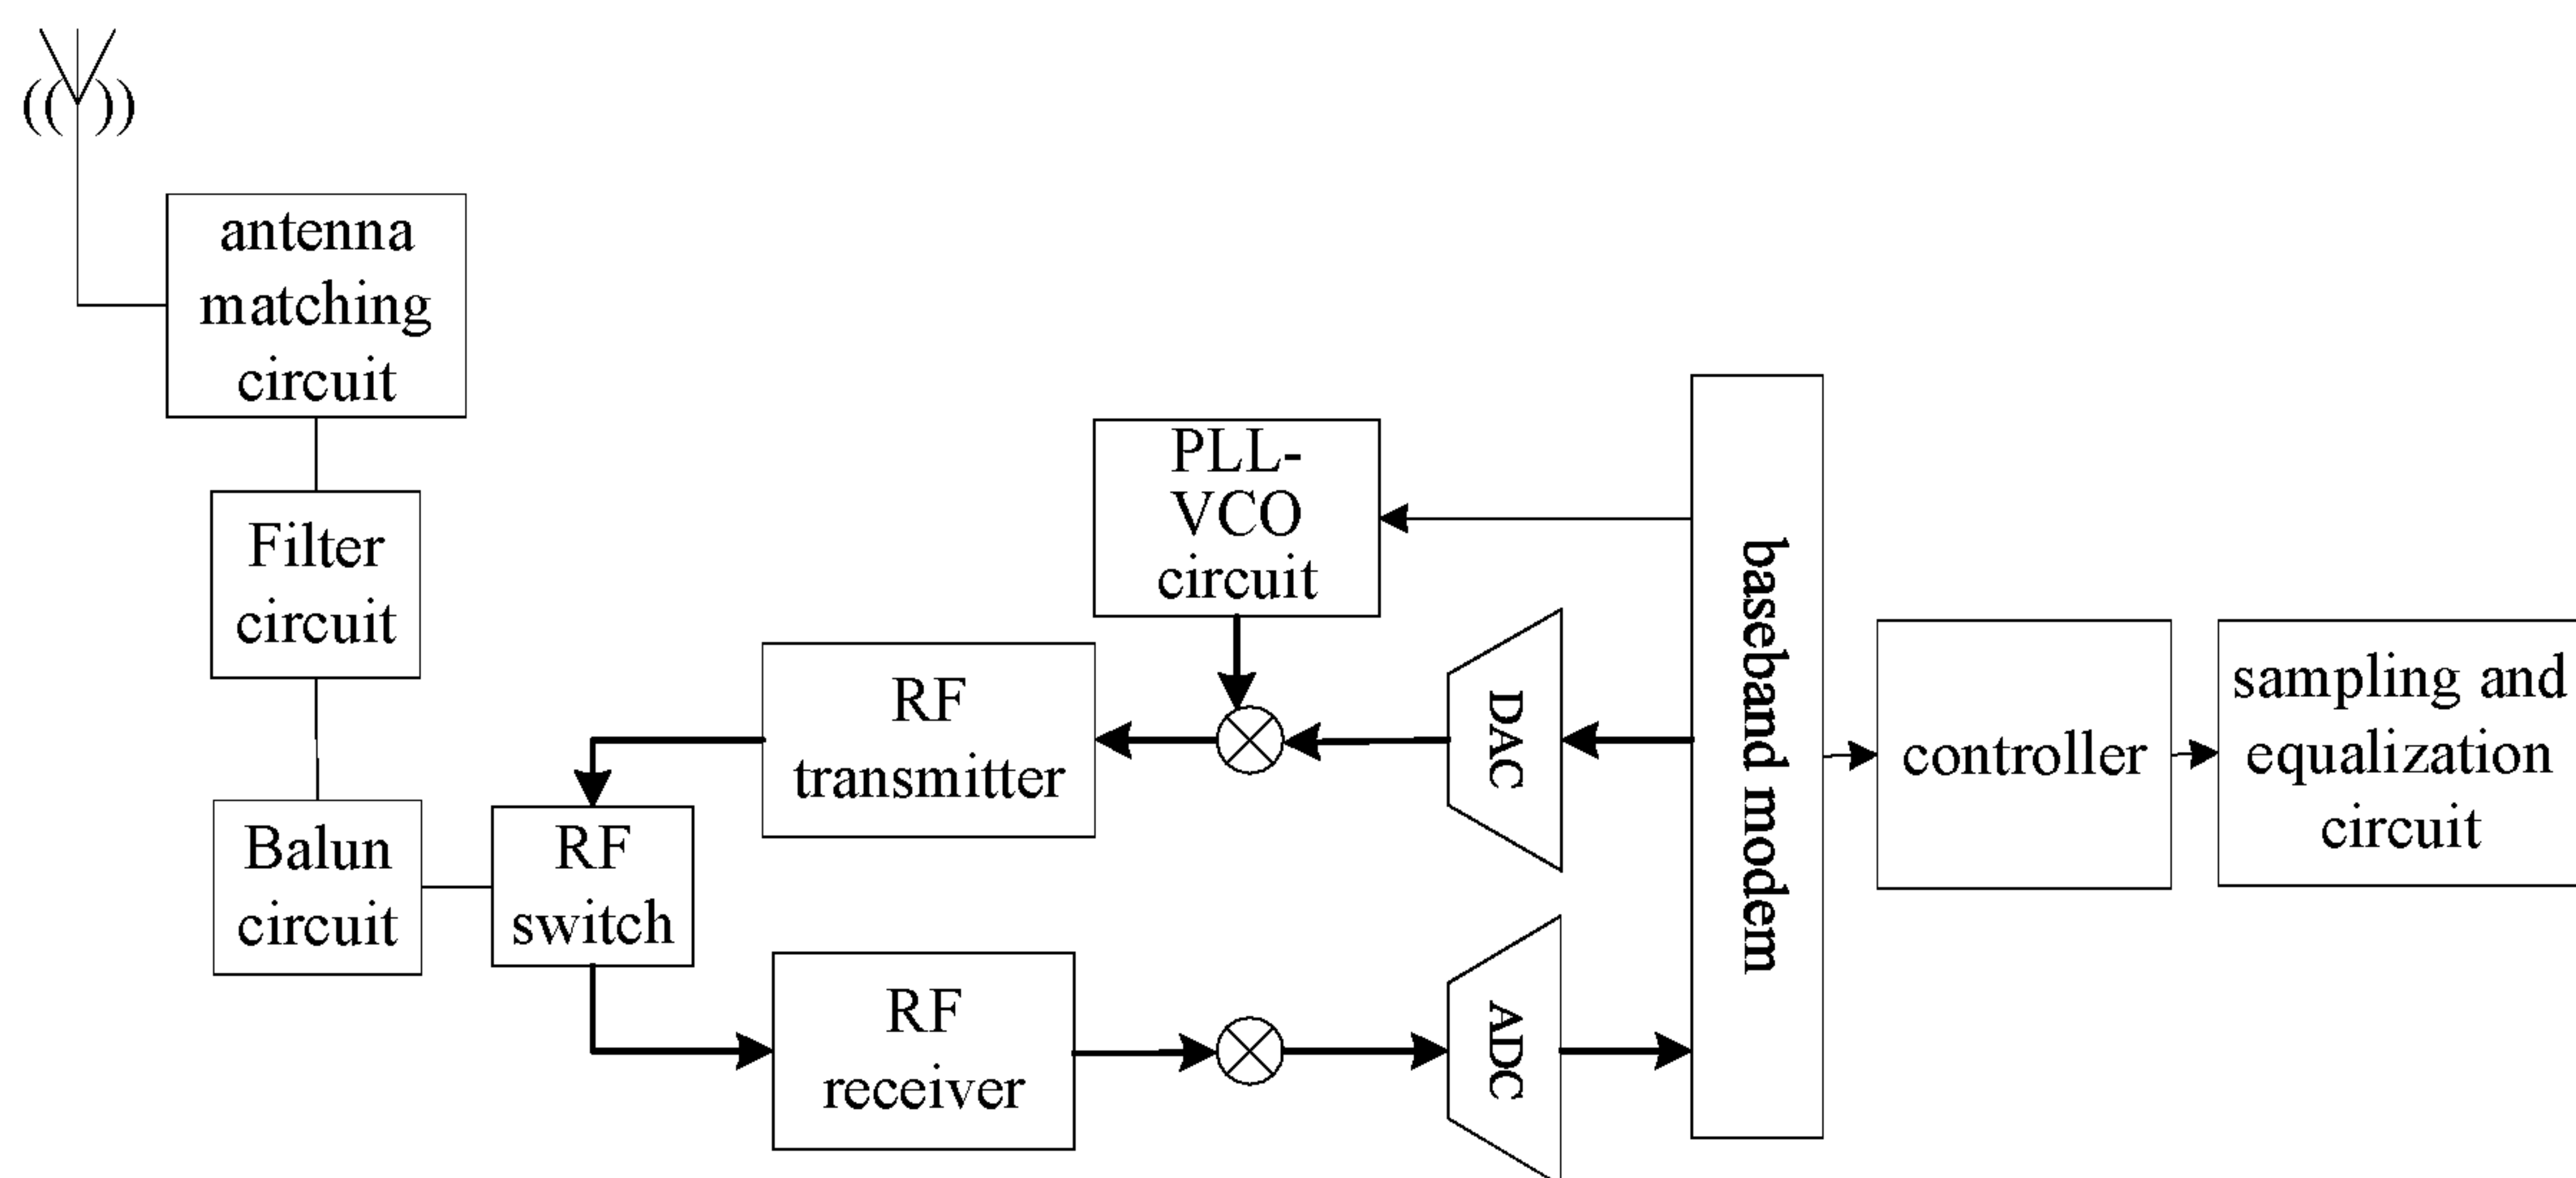 ((  ))
antenna
matching
circuit
Filter
circuit
Balun
circuit
RF
switch
RF
transmitter
RF
receiver
PLL-
VCO
circuit
DAC
ADC
baseband modem
controller
sampling and
equalization
circuit